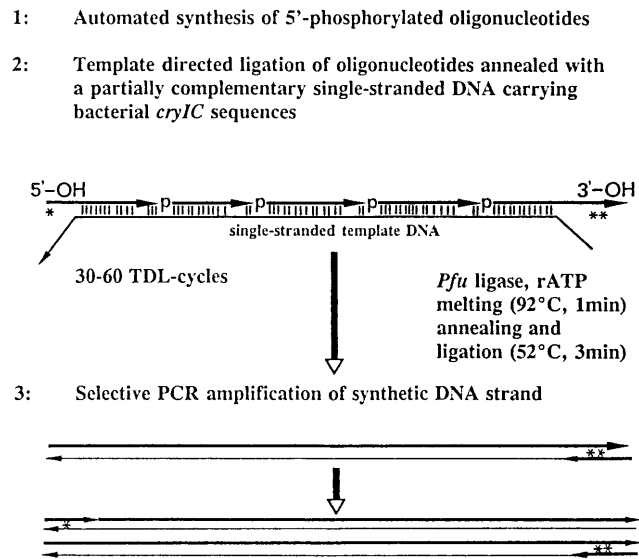 1: Automated synthesis of 5'-phosphorylated oligonucleotides
2: Template directed ligation of oligonucleotides annealed with
a partially complementary single-stranded DNA carrying
bacterial cryIC sequences
5'-OH p p p p 3'-OH
* **
single-stranded template DNA
30-60 TDL-cycles
Pfu ligase, rATP
melting (92°C, 1min)
annealing and
ligation (52°C, 3min)
3: Selective PCR amplification of synthetic DNA strand
**
*
**